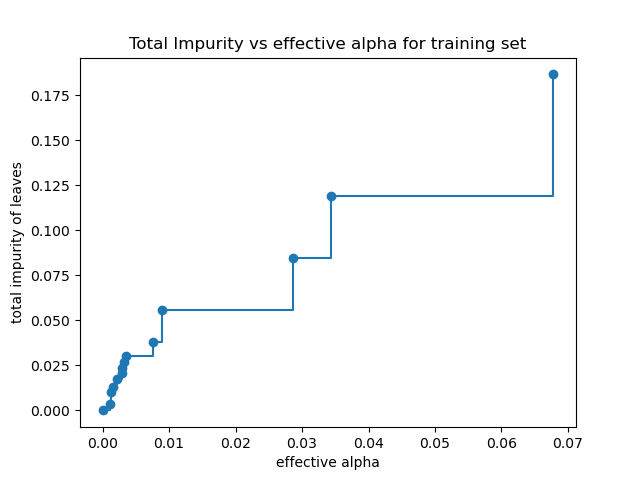 Total Impurity vs effective alpha for training set
0.175
0.150
0.125
0.100
0.075
0.050
0.025
0.000
total impurity of leaves
0.00 0.01 0.02 0.03 0.04 0.05 0.06 0.07
effective alpha